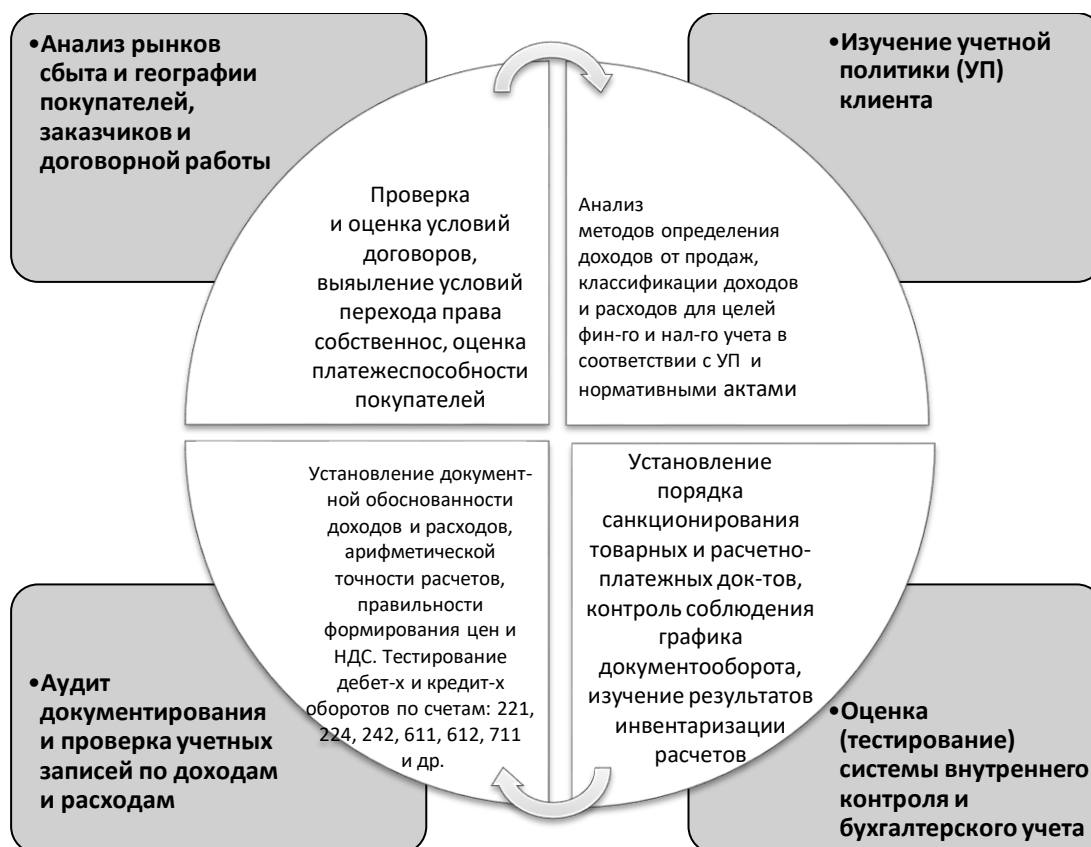 •Анализ рынков
сбыта и географии
покупателей,
заказчиков и
договорной работы
•Изучение учетной
политики (УП)
клиента
Проверка
и оценка условий
договоров,
выяыление условий
перехода права
собственнос, оценка
платежеспособности
покупателей
Анализ
методов определения
доходов от продаж,
классификации доходов
и расходов для целей
фин-го и нал-го учета в
соответствии с УП и
нормативными актами
Установление документ-
ной обоснованности
доходов и расходов,
арифметической
точности расчетов,
правильности
формирования цен и
НДС. Тестирование
дебет-х и кредит-х
оборотов по счетам: 221,
224, 242, 611, 612, 711
и др.
Установление
порядка
санкционирования
товарных и расчетно-
платежных док-тов,
контроль соблюдения
графика
документооборота,
изучение результатов
инвентаризации
расчетов
•Аудит
документирования
и проверка учетных
записей по доходам
и расходам
•Оценка
(тестирование)
системы внутреннего
контроля и
бухгалтерского учета